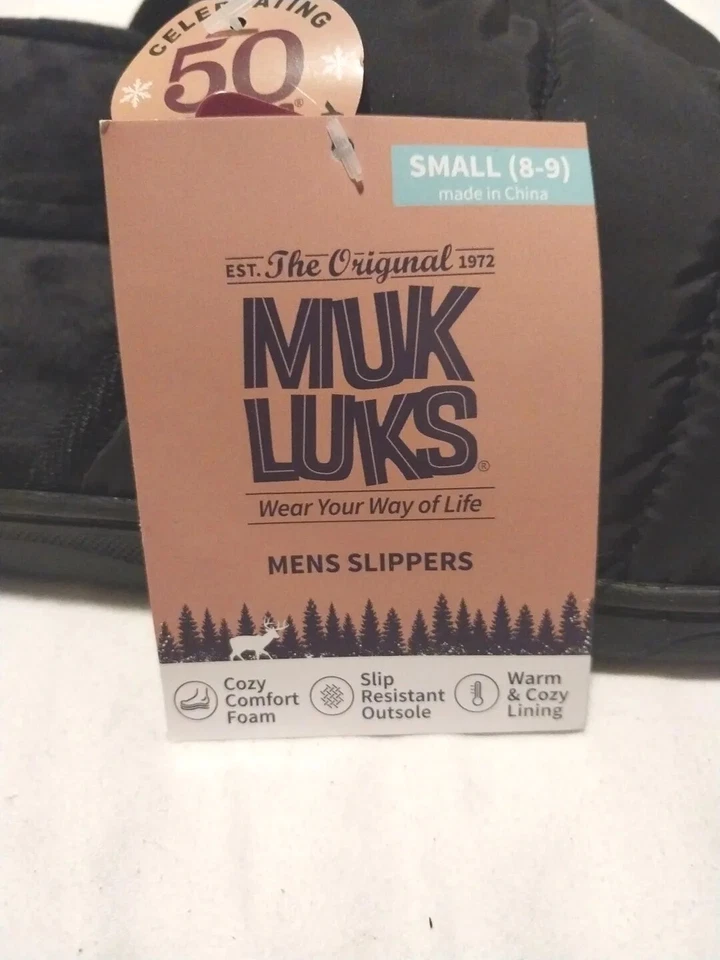 CELEBRATING
50
®
SMALL (8-9)
made in China
EST. The Original 1972
MUK
LUKS®
Wear Your Way of Life
MENS SLIPPERS
Cozy
Comfort
Foam
Slip
Resistant
Outsole
Warm
& Cozy
Lining